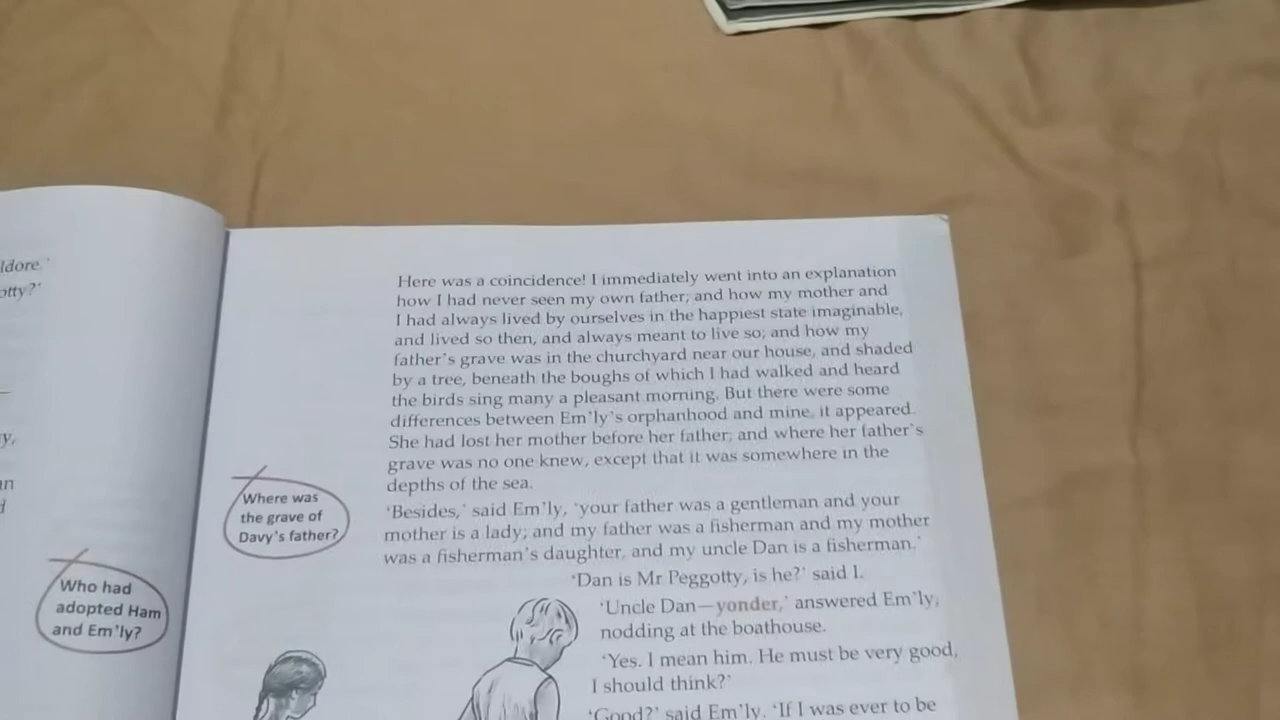 ldore.'
otty?'
y,
Who had
adopted Ham
and Em'ly?
Here was a coincidence! I immediately went into an explanation
how I had never seen my own father; and how my mother and
I had always lived by ourselves in the happiest state imaginable,
and lived so then, and always meant to live so; and how my
father's grave was in the churchyard near our house, and shaded
by a tree, beneath the boughs of which I had walked and heard
the birds sing many a pleasant morning. But there were some
differences between Em'ly's orphanhood and mine, it appeared.
She had lost her mother before her father; and where her father's
grave was no one knew, except that it was somewhere in the
depths of the sea.
Where was
the grave of
Davy's father?
'Besides,' said Em'ly, 'your father was a gentleman and your
mother is a lady; and my father was a fisherman and my mother
was a fisherman's daughter, and my uncle Dan is a fisherman.'
'Dan is Mr Peggotty, is he?' said I.
'Uncle Dan—yonder,' answered Em'ly,
nodding at the boathouse.
'Yes. I mean him. He must be very good,
I should think?'
'Good?' said Em'ly. 'If I was ever to be